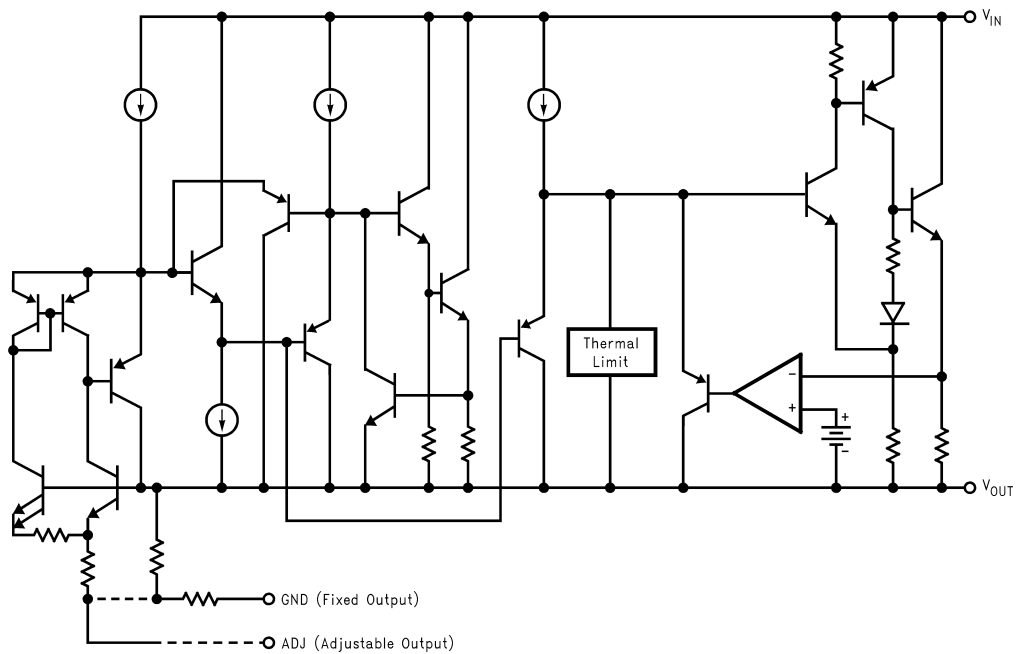 VIN
Thermal
Limit
−
+
+
−
VOUT
GND (Fixed Output)
ADJ (Adjustable Output)